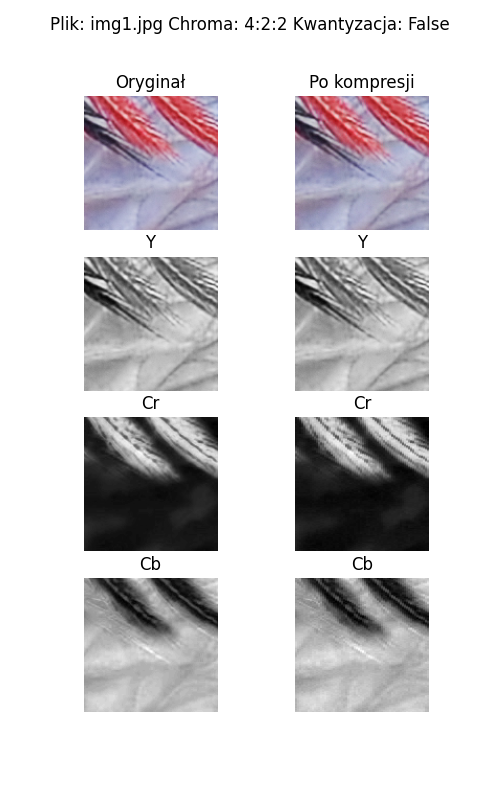 Plik: img1.jpg Chroma: 4:2:2 Kwantyzacja: False
Oryginał
Po kompresji
Y
Y
Cr
Cr
Cb
Cb